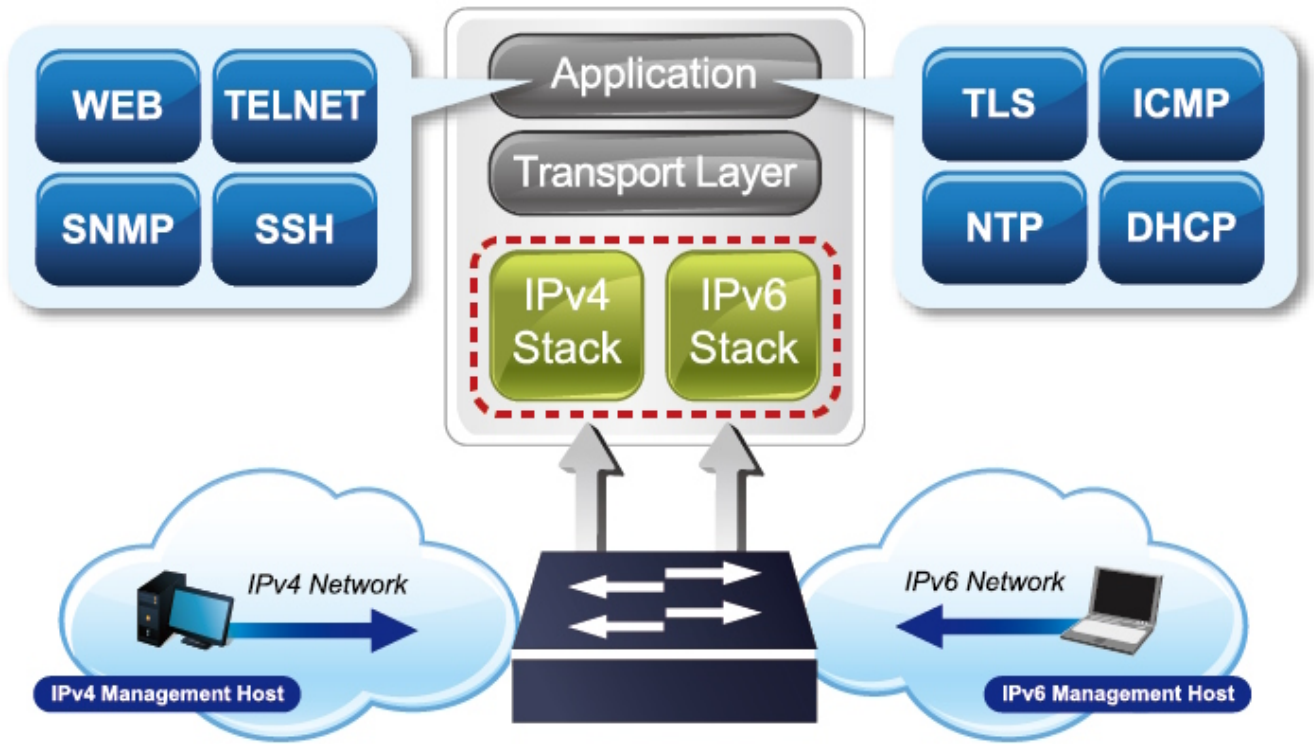 Application
WEB
TELNET
SNMP
SSH
TLS
ICMP
NTP
DHCP
Transport Layer
IPv4
Stack
IPv6
Stack
IPv4 Network
IPv4 Management Host
IPv6 Network
IPv6 Management Host